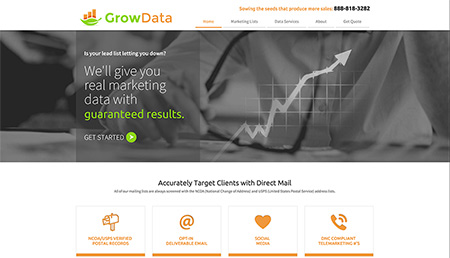 GrowData
Sewing the seeds that produce more sales: 888-818-3282
Home Marketing Lists Data Services About Get Quote
Is your lead list letting you down?
We'll give you
real marketing
data with
guaranteed results.
GET STARTED
Accurately Target Clients with Direct Mail
All of our mailing lists are always screened with the NCOA (National Change of Address) and USPS (United States Postal Service) address lists.
NCOA/USPS VERIFIED
POSTAL RECORDS
OPT-IN
DELIVERABLE EMAIL
SOCIAL
MEDIA
DMC COMPLIANT
TELEMARKETING #'S